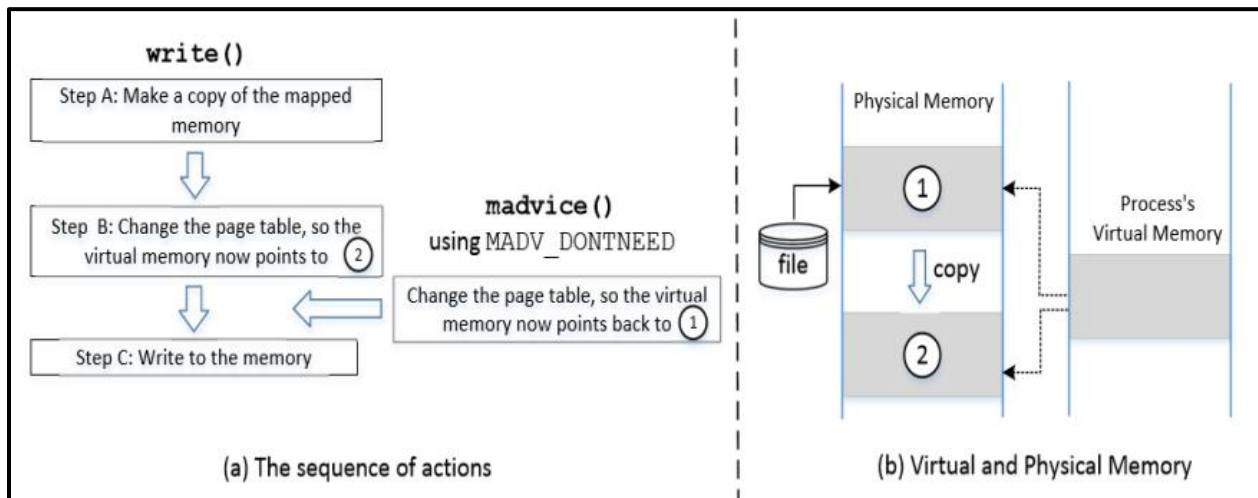 write()
Step A: Make a copy of the mapped
memory
Step B: Change the page table, so the
virtual memory now points to 2
Step C: Write to the memory
madvice()
using MADV_DONTNEED
Change the page table, so the virtual
memory now points back to 1
(a) The sequence of actions
Physical Memory
1
file
copy
2
Process's
Virtual Memory
(b) Virtual and Physical Memory